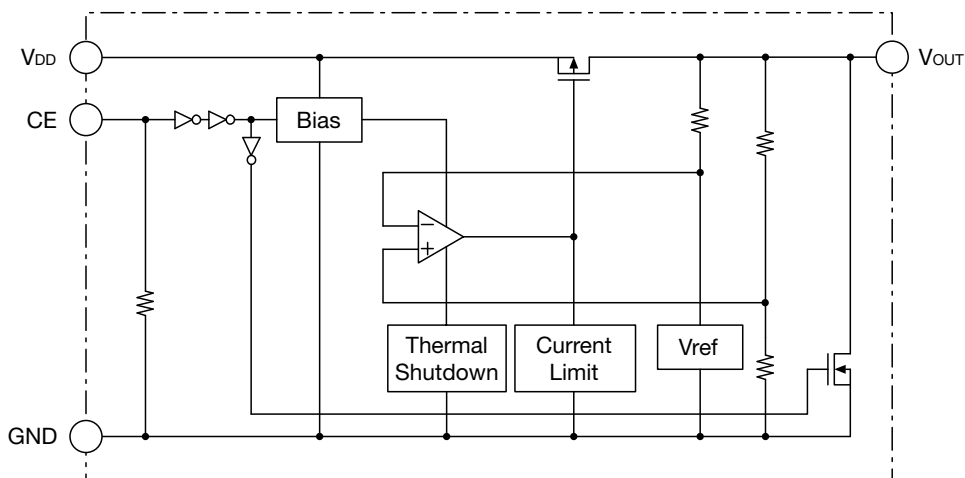 VDD
VOUT
CE
Bias
−
+
Thermal
Shutdown
Current
Limit
Vref
GND